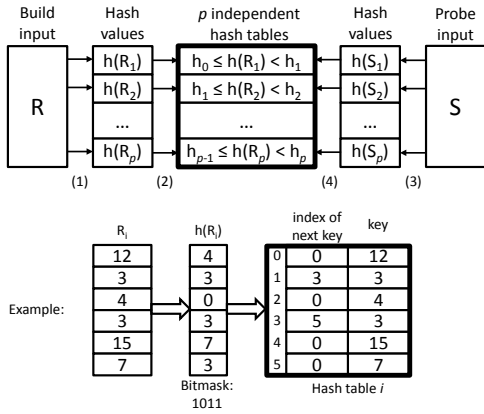 Build input
Hash values
p independent hash tables
Hash values
Probe input
R
h(R₁)
h₀ ≤ h(R₁) < h₁
h(S₁)
S
h(R₂)
h₁ ≤ h(R₂) < h₂
h(S₂)
...
...
...
h(Rₚ)
hₚ₋₁ ≤ h(Rₚ) < hₚ
h(Sₚ)
(1)
(2)
(4)
(3)
Example:
Rᵢ
12
3
4
3
15
7
h(Rᵢ)
4
3
0
3
7
3
Bitmask:
1011
index of next key
key
0 0 12
1 3 3
2 0 4
3 5 3
4 0 15
5 0 7
Hash table i